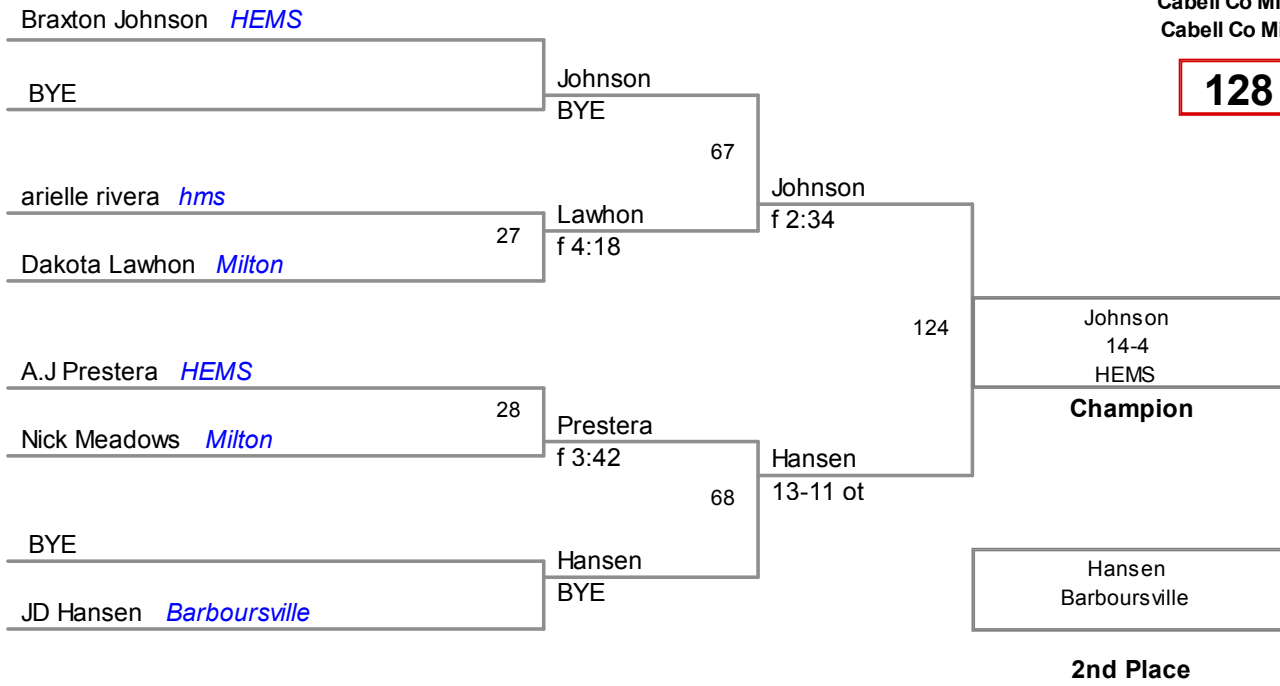 Cabell Co Mi
Cabell Co Mi
128
Braxton Johnson HEMS
BYE
Johnson
BYE
67
arielle rivera hms
27
Dakota Lawhon Milton
Lawhon
f 4:18
Johnson
f 2:34
124
A.J Prestera HEMS
28
Nick Meadows Milton
Prestera
f 3:42
68
BYE
JD Hansen Barboursville
Hansen
BYE
Hansen
13-11 ot
Johnson
14-4
HEMS
Champion
Hansen
Barboursville
2nd Place